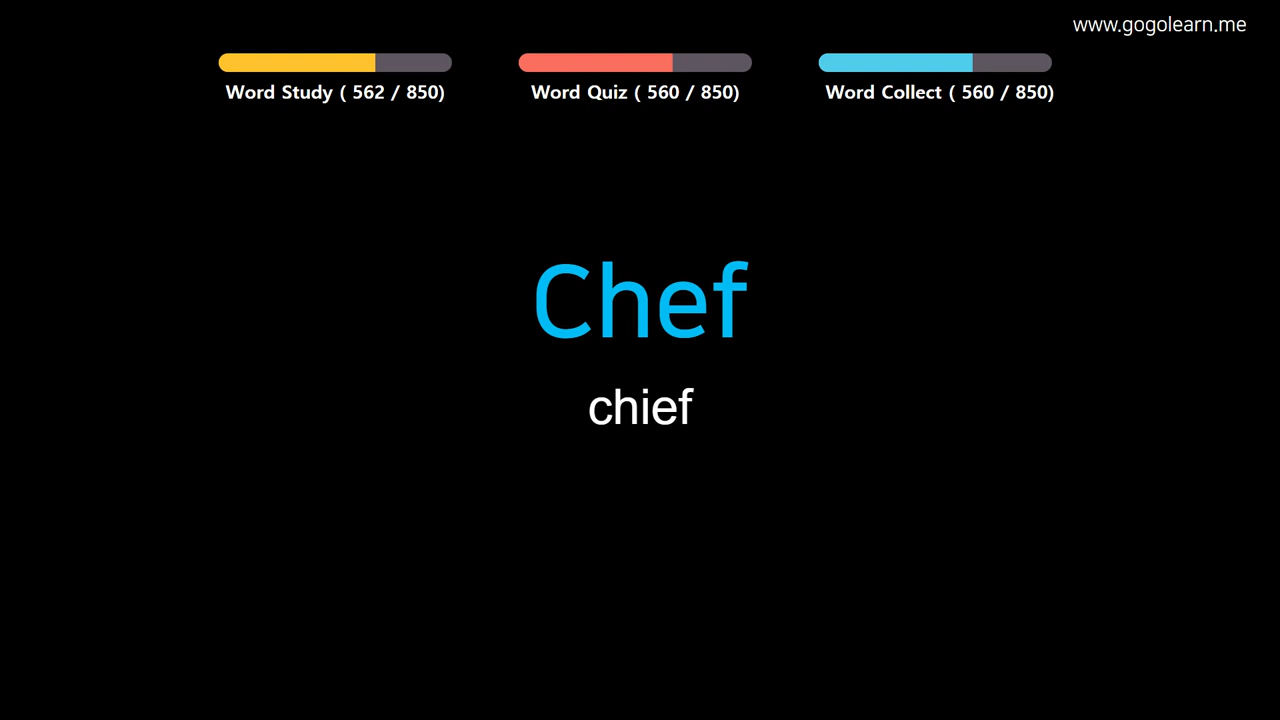 www.gogolearn.me
Word Study ( 562 / 850)
Word Quiz ( 560 / 850)
Word Collect ( 560 / 850)
Chef
chief